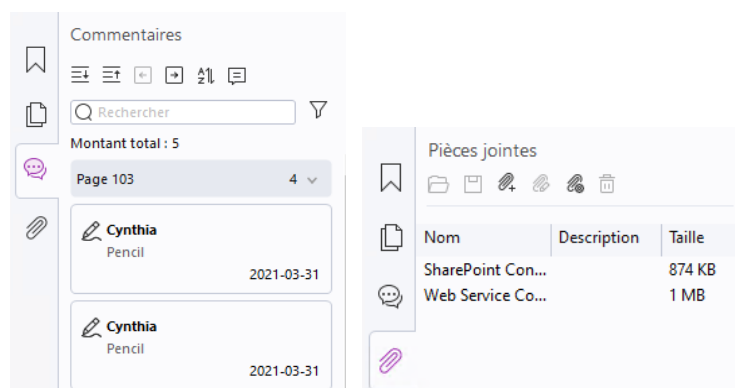 Commentaires
Rechercher
Montant total : 5
Page 103 4
Cynthia
Pencil
2021-03-31
Cynthia
Pencil
2021-03-31
Pièces jointes
Nom Description Taille
SharePoint Con... 874 KB
Web Service Co... 1 MB